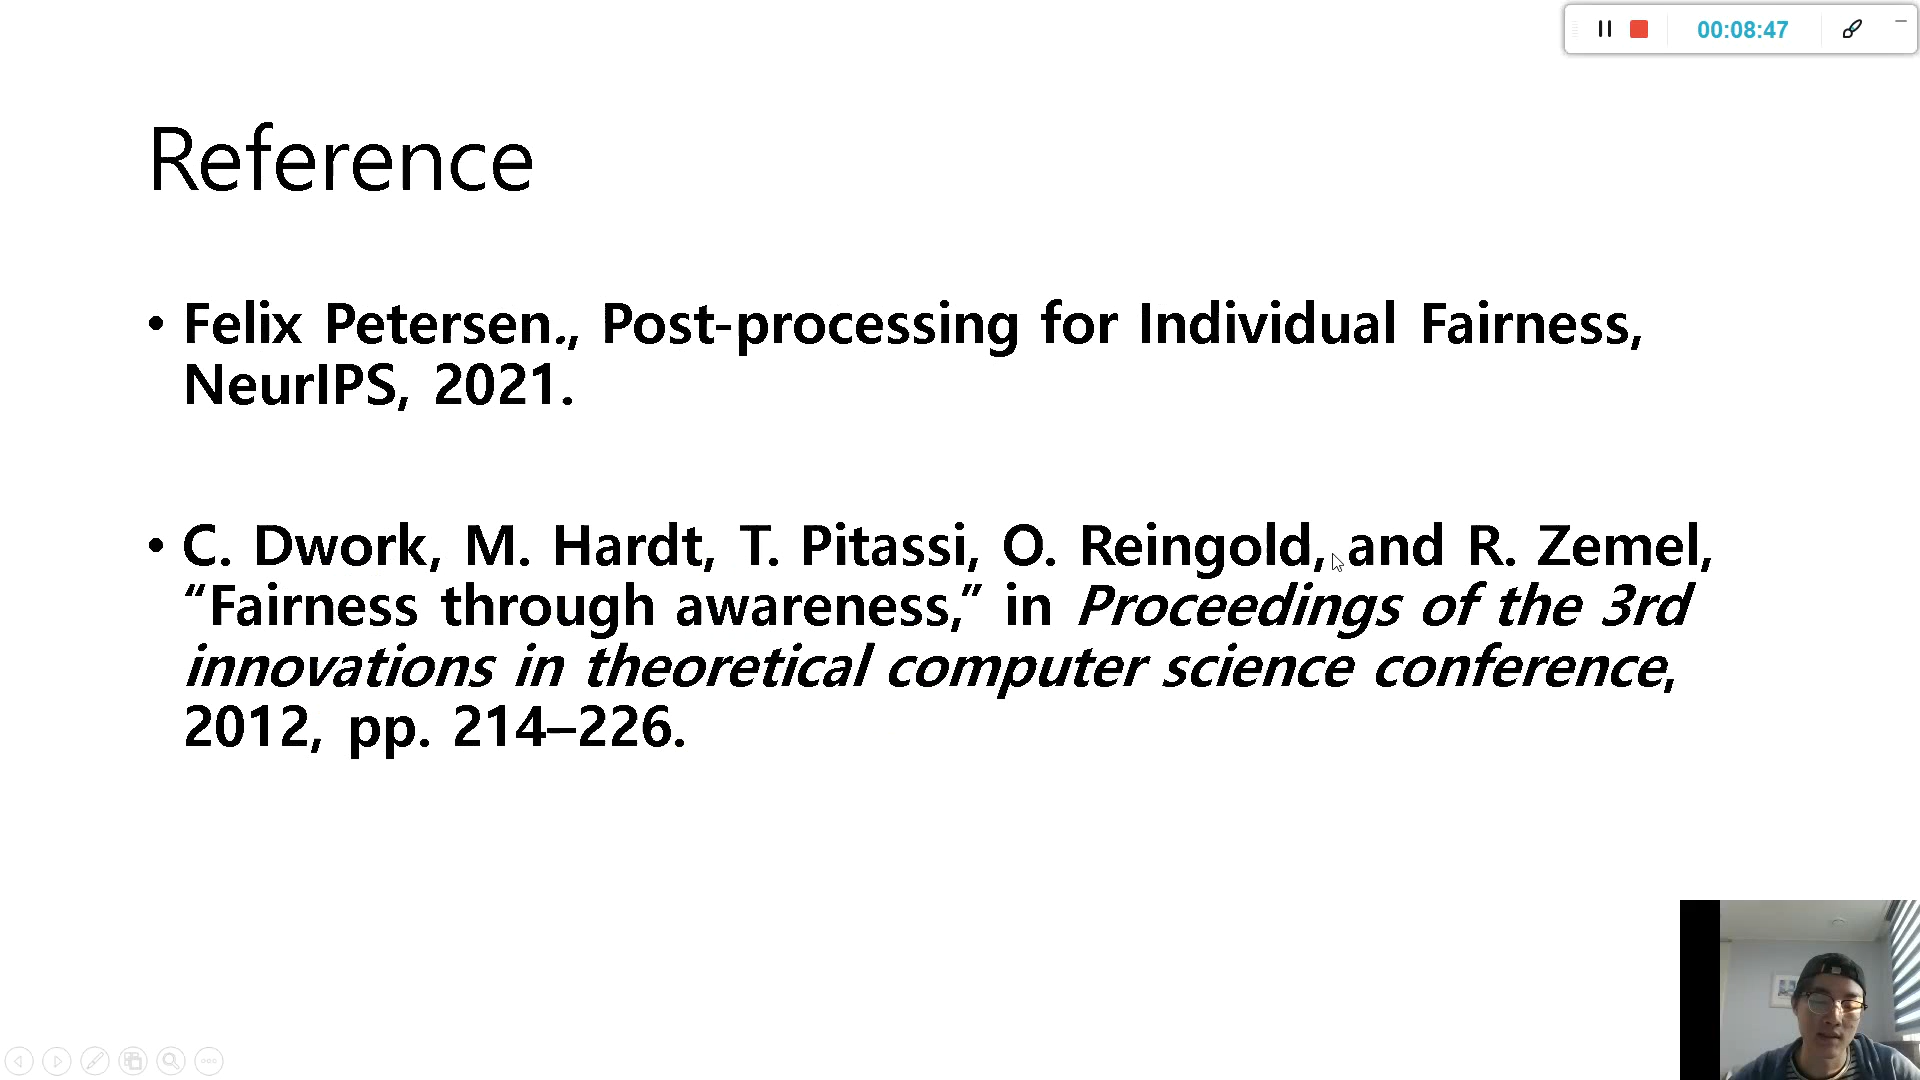 00:08:47
Reference
• Felix Petersen., Post-processing for Individual Fairness,
NeurIPS, 2021.
• C. Dwork, M. Hardt, T. Pitassi, O. Reingold, and R. Zemel,
“Fairness through awareness,” in Proceedings of the 3rd
innovations in theoretical computer science conference,
2012, pp. 214–226.